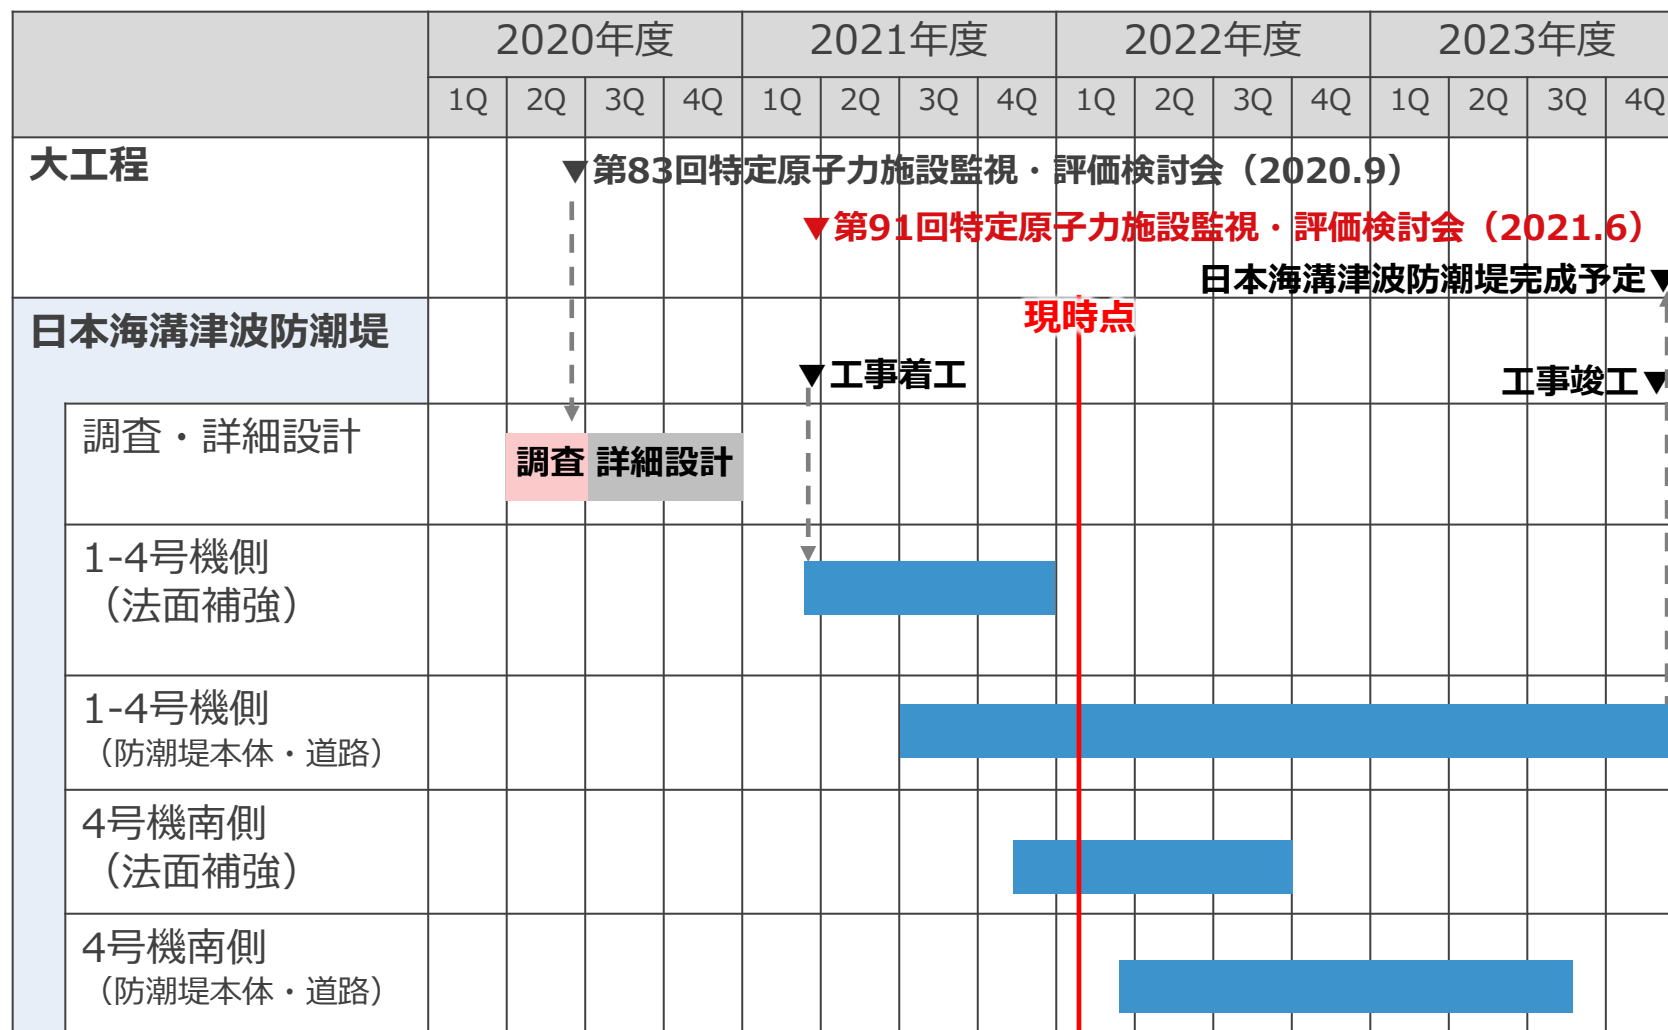 2020年度 2021年度 2022年度 2023年度
1Q 2Q 3Q 4Q 1Q 2Q 3Q 4Q 1Q 2Q 3Q 4Q 1Q 2Q 3Q 4Q
大工程
▼第83回特定原子力施設監視・評価検討会（2020.9）
▼第91回特定原子力施設監視・評価検討会（2021.6）
日本海溝津波防潮堤完成予定▼
日本海溝津波防潮堤
現時点
▼工事着工
工事竣工▼
調査・詳細設計
調査 詳細設計
1-4号機側
（法面補強）
1-4号機側
（防潮堤本体・道路）
4号機南側
（法面補強）
4号機南側
（防潮堤本体・道路）